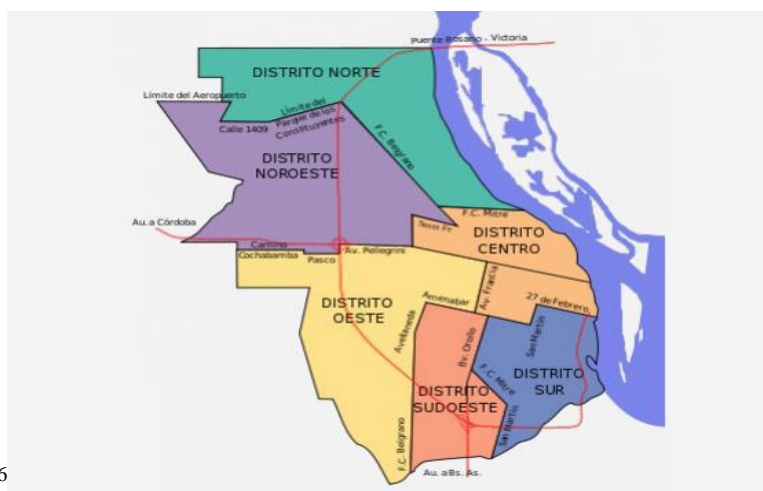 Puente Rosario - Victoria
DISTRITO NORTE
Límite del Aeropuerto
Límite del
Parque de los
Constituyentes
Calle 1409
F.C. Belgrano
DISTRITO
NOROESTE
F.C. Mitre
Au. a Córdoba
DISTRITO
CENTRO
Camino
Av. Pellegrini
Cochabamba
Pasco
Av. Francia
Amenabar
27 de Febrero
DISTRITO
OESTE
Avellaneda
Bv. Oroño
San Martín
F.C. Mitre
DISTRITO
SUR
DISTRITO
SUDOESTE
San Martín
F.C. Belgrano
Au. a Bs. As.
6